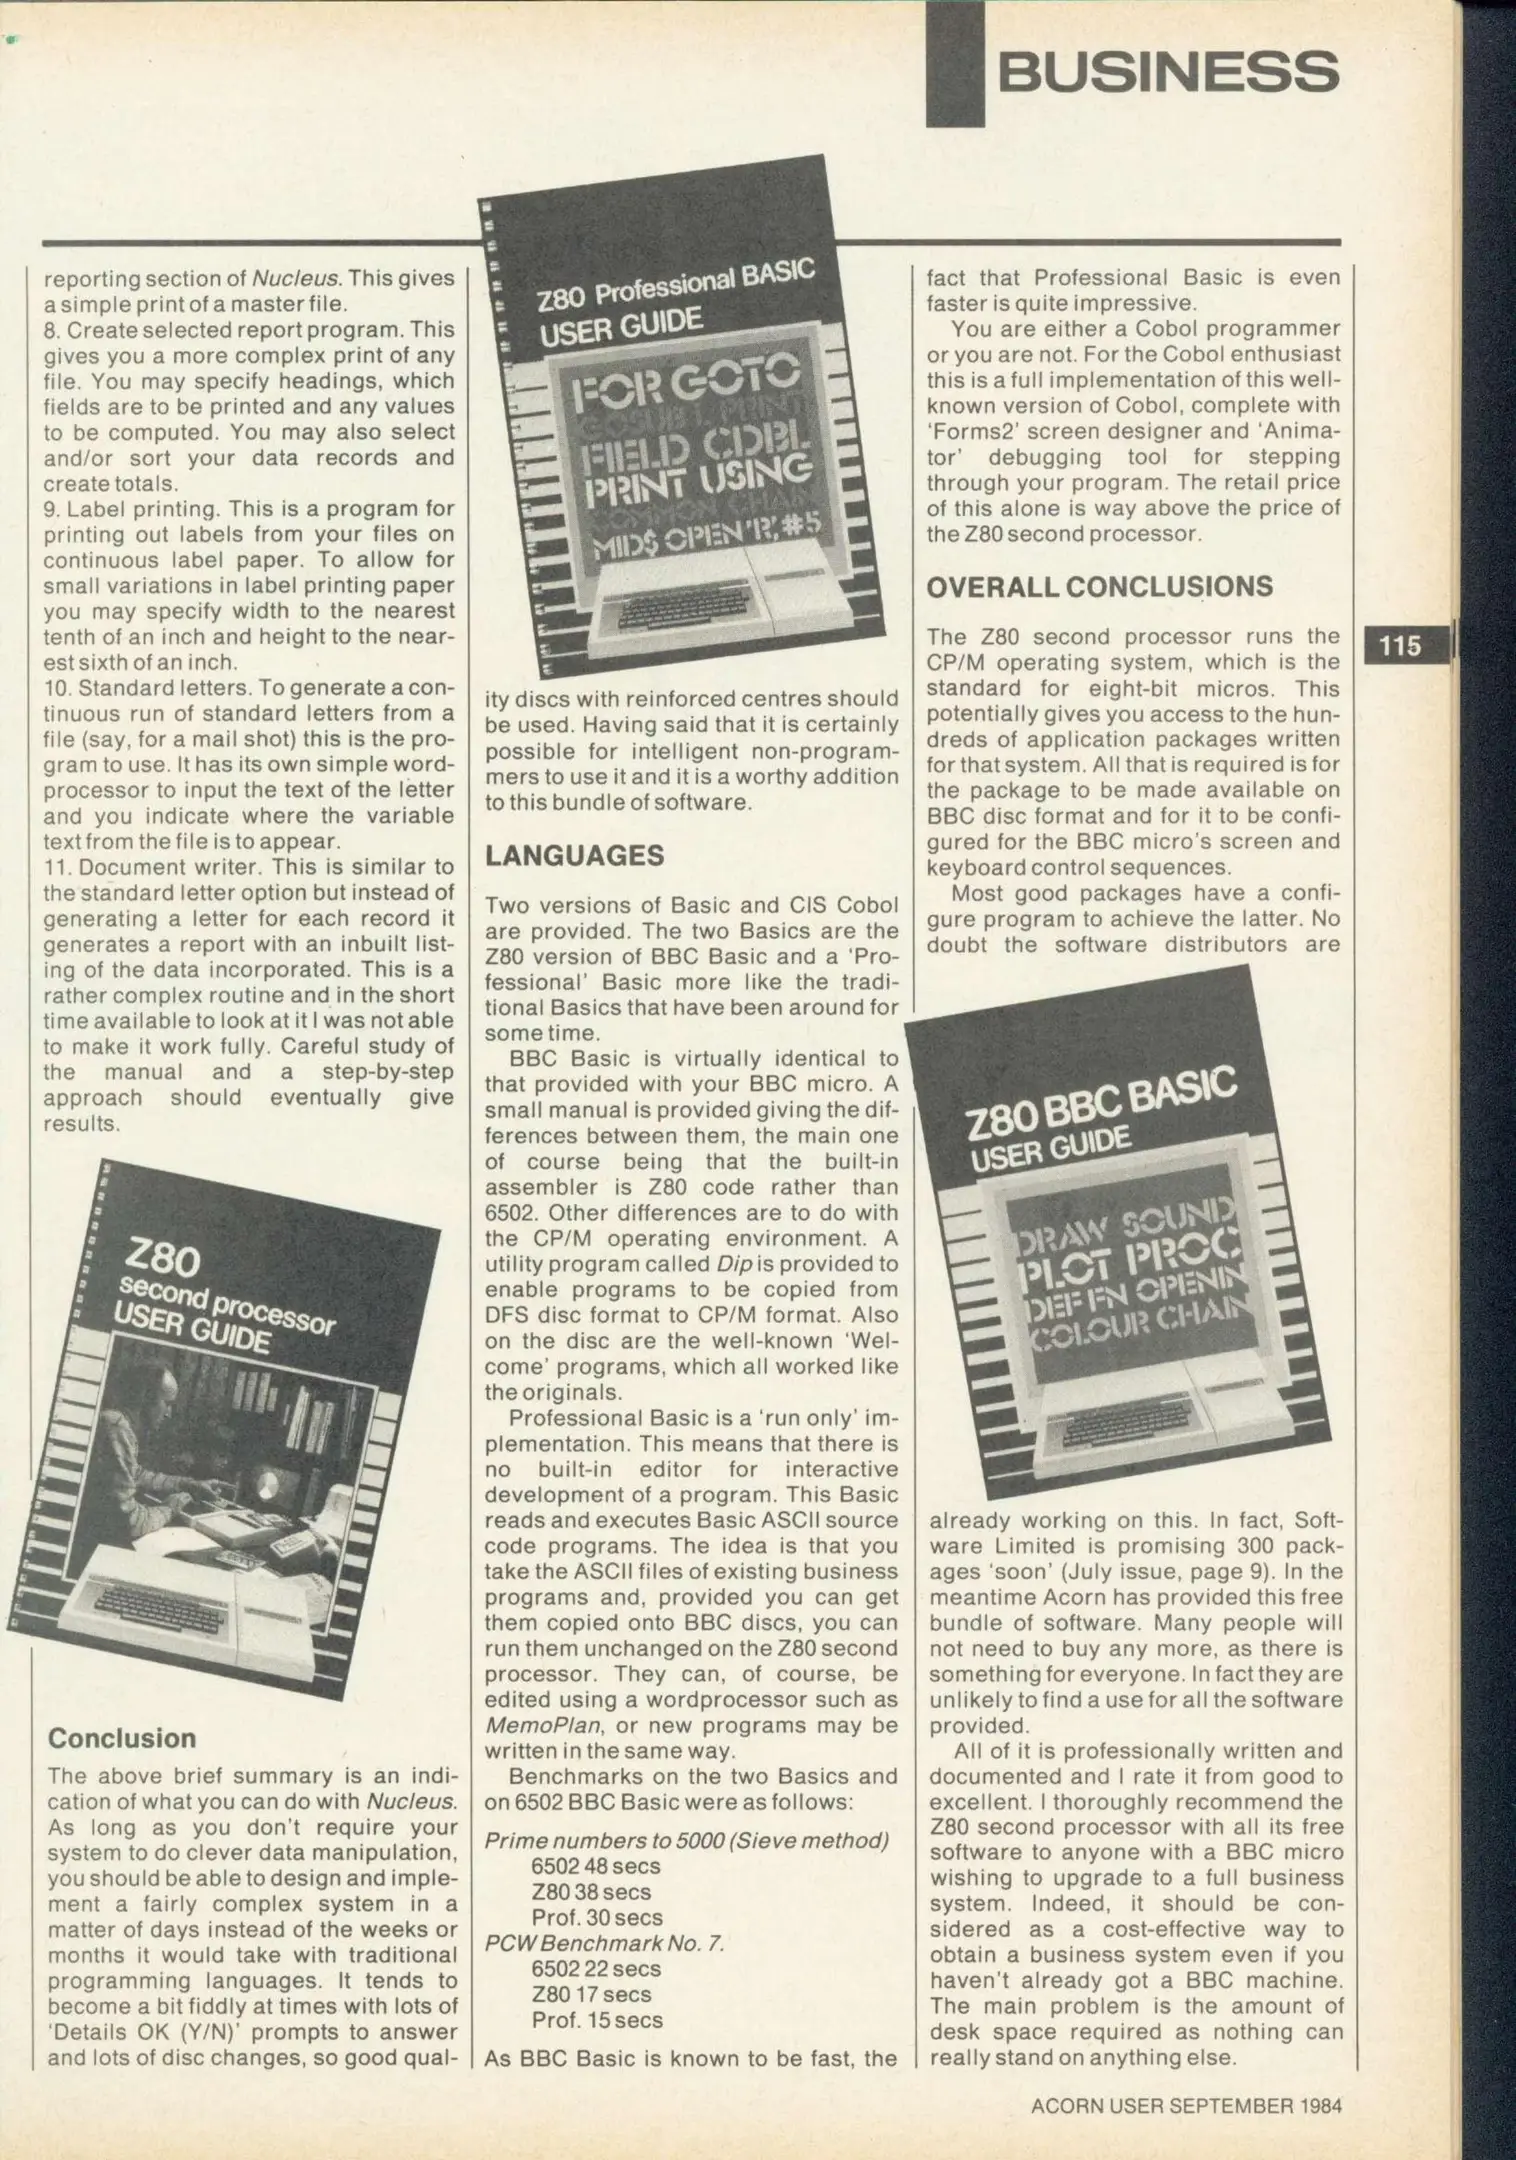 BUSINESS
reporting section of Nucleus. This gives
a simple print of a master file.
8. Create selected report program. This
gives you a more complex print of any
file. You may specify headings, which
fields are to be printed and any values
to be computed. You may also select
and/or sort your data records and
create totals.
9. Label printing. This is a program for
printing out labels from your files on
continuous label paper. To allow for
small variations in label printing paper
you may specify width to the nearest
tenth of an inch and height to the near-
est sixth of an inch.
10. Standard letters. To generate a con-
tinuous run of standard letters from a
file (say, for a mail shot) this is the pro-
gram to use. It has its own simple word-
processor to input the text of the letter
and you indicate where the variable
text from the file is to appear.
11. Document writer. This is similar to
the standard letter option but instead of
generating a letter for each record it
generates a report with an inbuilt list-
ing of the data incorporated. This is a
rather complex routine and in the short
time available to look at it I was not able
to make it work fully. Careful study of
the manual and a step-by-step
approach should eventually give
results.
Z80
second processor
USER GUIDE
Conclusion
The above brief summary is an indi-
cation of what you can do with Nucleus.
As long as you don't require your
system to do clever data manipulation,
you should be able to design and imple-
ment a fairly complex system in a
matter of days instead of the weeks or
months it would take with traditional
programming languages. It tends to
become a bit fiddly at times with lots of
'Details OK (Y/N)' prompts to answer
and lots of disc changes, so good qual-
Z80 Professional BASIC
USER GUIDE
FOR GOTO
GOSUB T. PRINT
FIELD CDBL
PRINT USING
COMMON CHAIN
MID$ OPEN 'R', #5
ity discs with reinforced centres should
be used. Having said that it is certainly
possible for intelligent non-program-
mers to use it and it is a worthy addition
to this bundle of software.
LANGUAGES
Two versions of Basic and CIS Cobol
are provided. The two Basics are the
Z80 version of BBC Basic and a 'Pro-
fessional' Basic more like the tradi-
tional Basics that have been around for
some time.
BBC Basic is virtually identical to
that provided with your BBC micro. A
small manual is provided giving the dif-
ferences between them, the main one
of course being that the built-in
assembler is Z80 code rather than
6502. Other differences are to do with
the CP/M operating environment. A
utility program called Dip is provided to
enable programs to be copied from
DFS disc format to CP/M format. Also
on the disc are the well-known 'Wel-
come' programs, which all worked like
the originals.
Professional Basic is a 'run only' im-
plementation. This means that there is
no built-in editor for interactive
development of a program. This Basic
reads and executes Basic ASCII source
code programs. The idea is that you
take the ASCII files of existing business
programs and, provided you can get
them copied onto BBC discs, you can
run them unchanged on the Z80 second
processor. They can, of course, be
edited using a wordprocessor such as
MemoPlan, or new programs may be
written in the same way.
Benchmarks on the two Basics and
on 6502 BBC Basic were as follows:
Prime numbers to 5000 (Sieve method)
6502 48 secs
Z80 38 secs
Prof. 30 secs
PCW Benchmark No. 7.
6502 22 secs
Z80 17 secs
Prof. 15 secs
As BBC Basic is known to be fast, the
fact that Professional Basic is even
faster is quite impressive.
You are either a Cobol programmer
or you are not. For the Cobol enthusiast
this is a full implementation of this well-
known version of Cobol, complete with
'Forms2' screen designer and 'Anima-
tor' debugging tool for stepping
through your program. The retail price
of this alone is way above the price of
the Z80 second processor.
OVERALL CONCLUSIONS
The Z80 second processor runs the
CP/M operating system, which is the
standard for eight-bit micros. This
potentially gives you access to the hun-
dreds of application packages written
for that system. All that is required is for
the package to be made available on
BBC disc format and for it to be confi-
gured for the BBC micro's screen and
keyboard control sequences.
Most good packages have a confi-
gure program to achieve the latter. No
doubt the software distributors are
Z80 BBC BASIC
USER GUIDE
DRAW SOUND
PLOT PROC
DEF FN OPENIN
COLOUR CHAIN
already working on this. In fact, Soft-
ware Limited is promising 300 pack-
ages 'soon' (July issue, page 9). In the
meantime Acorn has provided this free
bundle of software. Many people will
not need to buy any more, as there is
something for everyone. In fact they are
unlikely to find a use for all the software
provided.
All of it is professionally written and
documented and I rate it from good to
excellent. I thoroughly recommend the
Z80 second processor with all its free
software to anyone with a BBC micro
wishing to upgrade to a full business
system. Indeed, it should be con-
sidered as a cost-effective way to
obtain a business system even if you
haven't already got a BBC machine.
The main problem is the amount of
desk space required as nothing can
really stand on anything else.
115
ACORN USER SEPTEMBER 1984